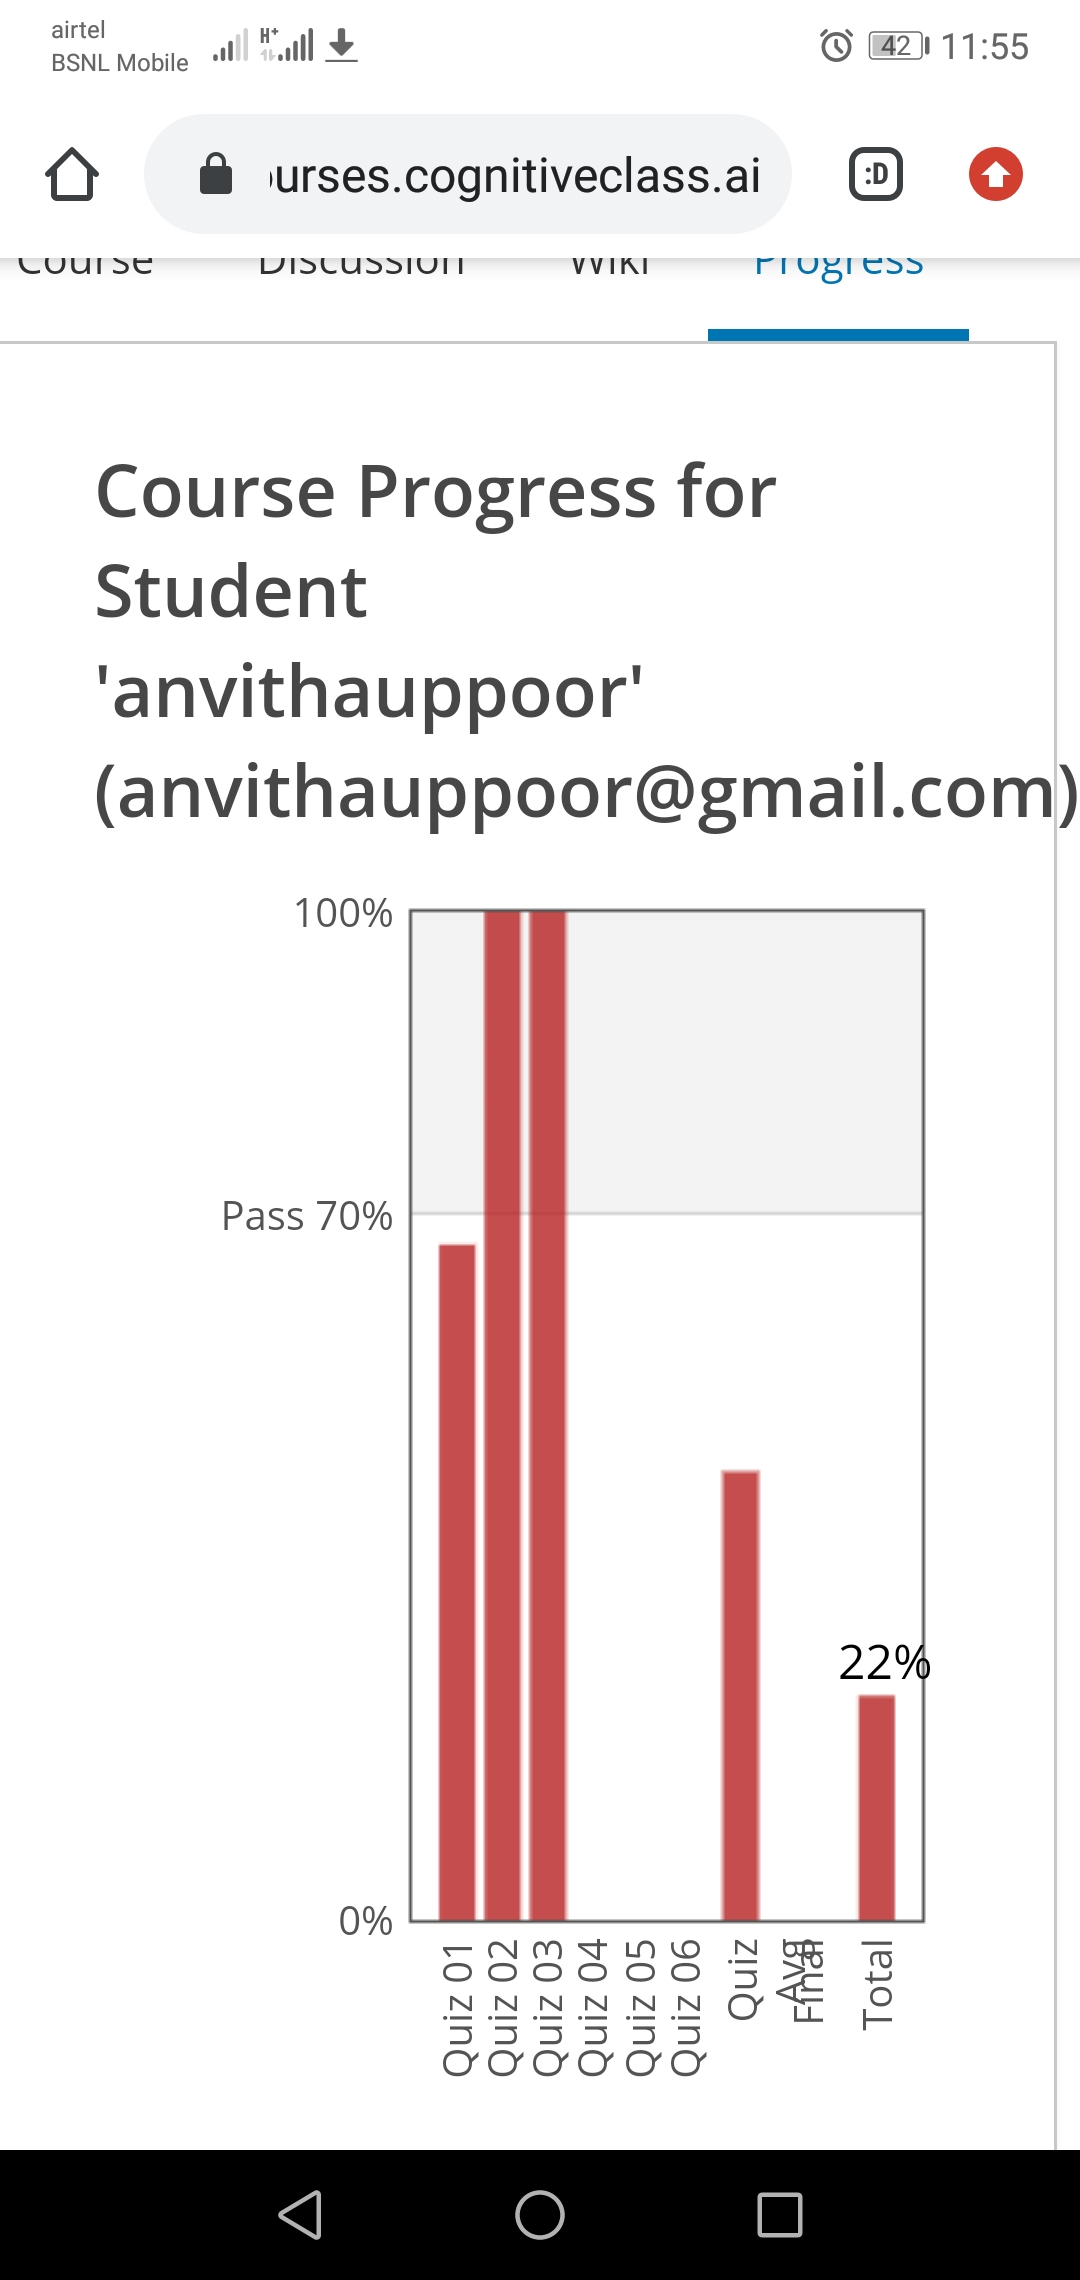 airtel
BSNL Mobile
H+
42
11:55
urses.cognitiveclass.ai
:D
Course Discussion Wiki Progress
Course Progress for
Student
'anvithauppoor'
(anvithauppoor@gmail.com)
100%
Pass 70%
22%
0%
Quiz 01
Quiz 02
Quiz 03
Quiz 04
Quiz 05
Quiz 06
Quiz
Avg
Final
Total